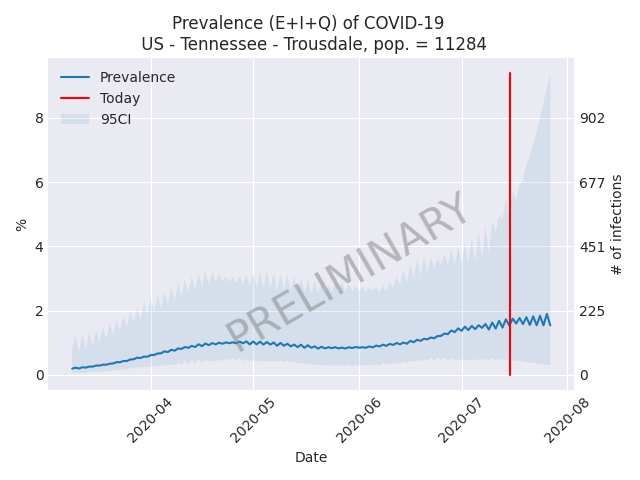 Prevalence (E+I+Q) of COVID-19
US - Tennessee - Trousdale, pop. = 11284
Prevalence
Today
95CI
8
6
4
2
0
%
902
677
451
225
0
# of infections
PRELIMINARY
2020-04
2020-05
2020-06
2020-07
2020-08
Date